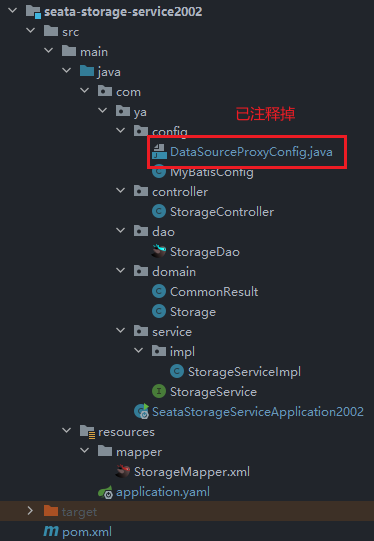 seata-storage-service2002
src
main
java
com
ya
已注释掉
config
DataSourceProxyConfig.java
MyBatisConfig
controller
StorageController
dao
StorageDao
domain
CommonResult
Storage
service
impl
StorageServiceImpl
StorageService
SeataStorageServiceApplication2002
resources
mapper
StorageMapper.xml
application.yaml
target
pom.xml